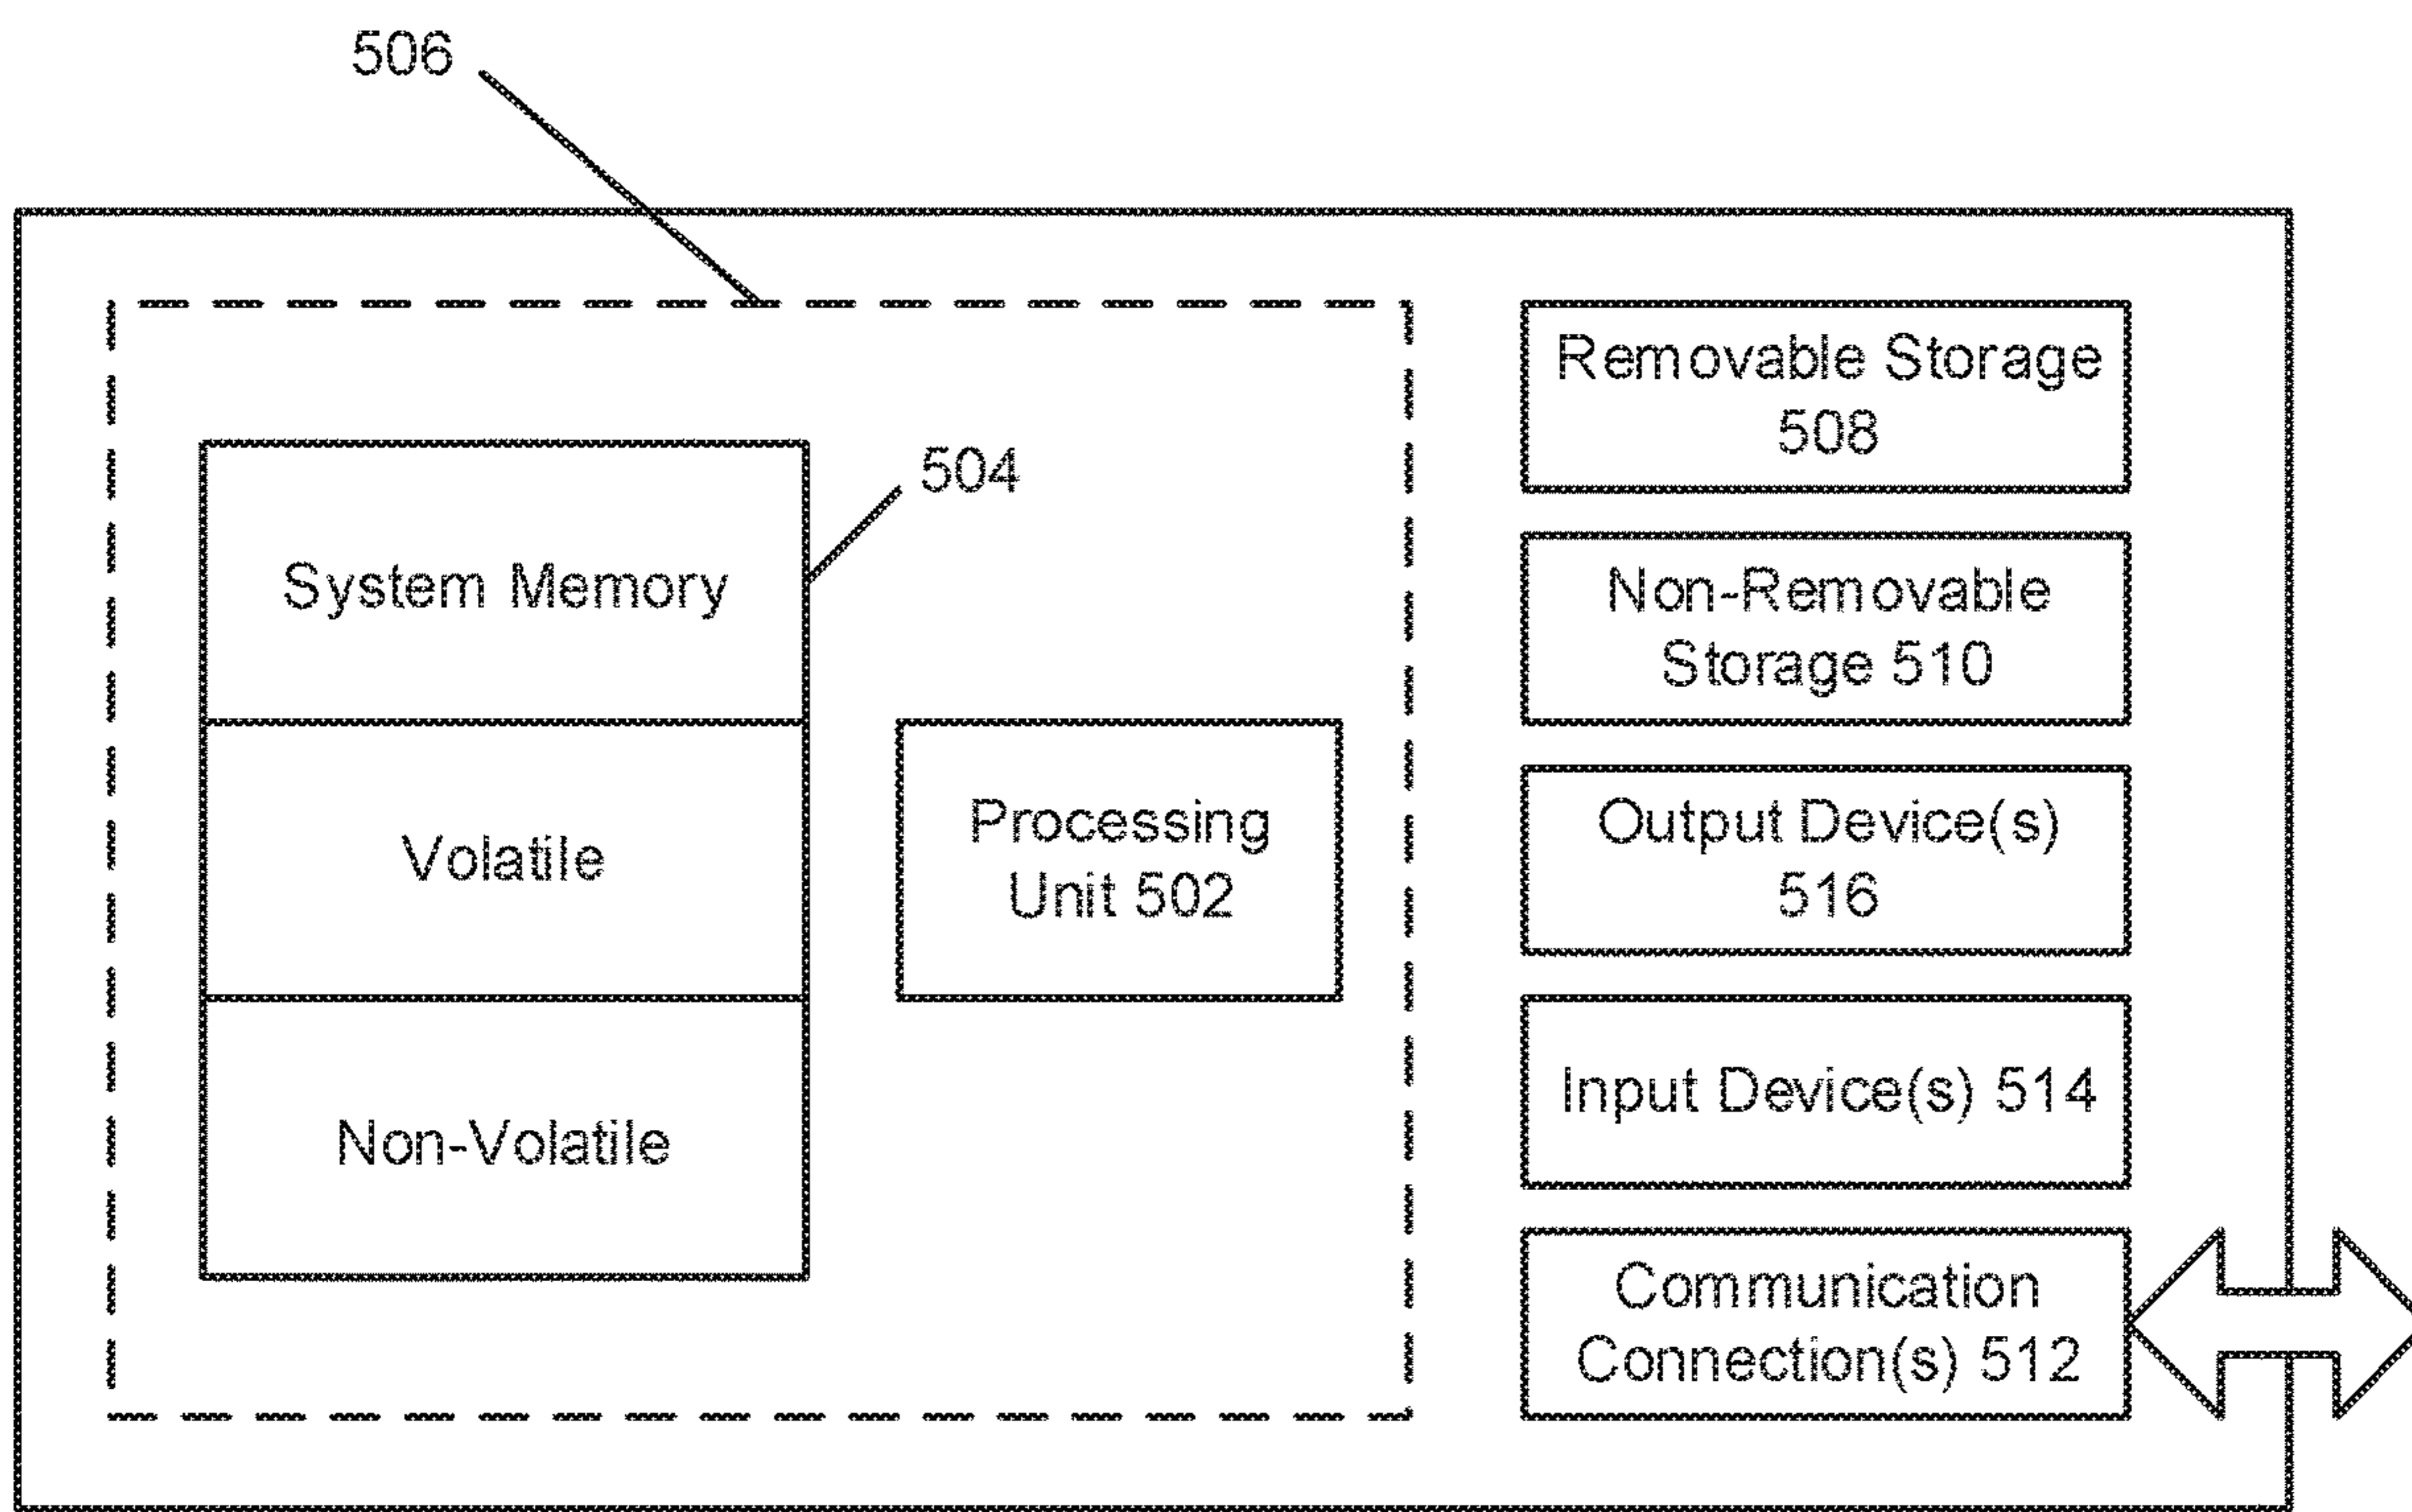 506
504
System Memory
Volatile
Non-Volatile
Processing
Unit 502
Removable Storage
508
Non-Removable
Storage 510
Output Device(s)
516
Input Device(s) 514
Communication
Connection(s) 512